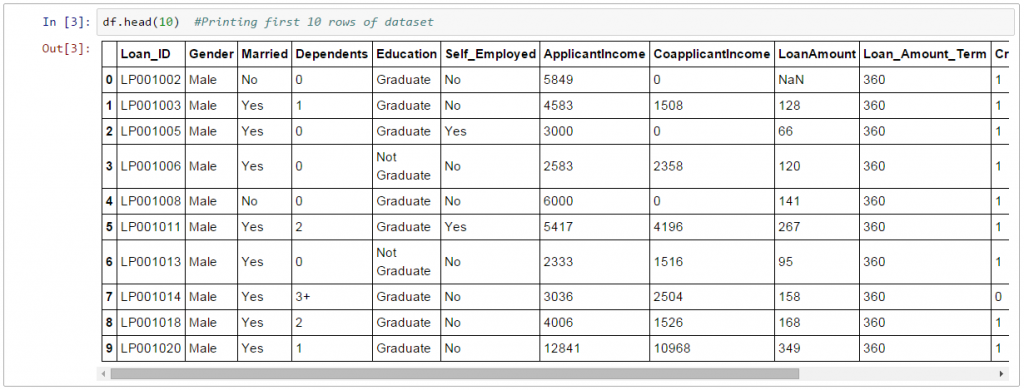 In [3]: df.head(10)  #Printing first 10 rows of dataset
Out[3]:
Loan_ID Gender Married Dependents Education Self_Employed ApplicantIncome CoapplicantIncome LoanAmount Loan_Amount_Term Cr
0 LP001002 Male No 0 Graduate No 5849 0 NaN 360 1
1 LP001003 Male Yes 1 Graduate No 4583 1508 128 360 1
2 LP001005 Male Yes 0 Graduate Yes 3000 0 66 360 1
3 LP001006 Male Yes 0 Not Graduate No 2583 2358 120 360 1
4 LP001008 Male No 0 Graduate No 6000 0 141 360 1
5 LP001011 Male Yes 2 Graduate Yes 5417 4196 267 360 1
6 LP001013 Male Yes 0 Not Graduate No 2333 1516 95 360 1
7 LP001014 Male Yes 3+ Graduate No 3036 2504 158 360 0
8 LP001018 Male Yes 2 Graduate No 4006 1526 168 360 1
9 LP001020 Male Yes 1 Graduate No 12841 10968 349 360 1